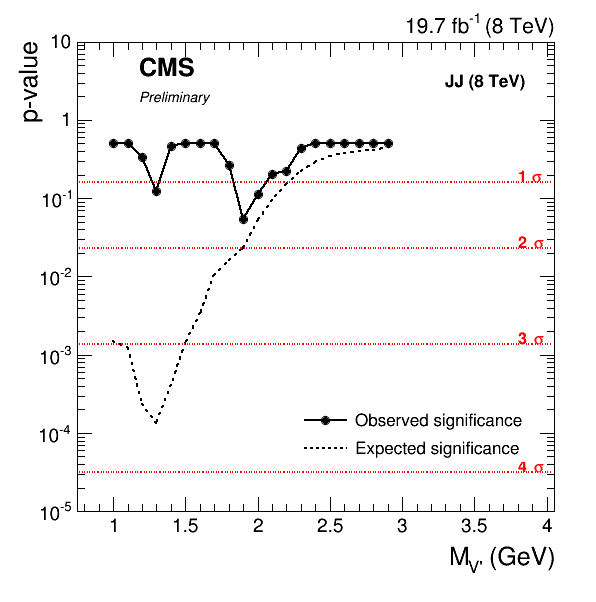 19.7 fb⁻¹ (8 TeV)
p-value
10
1
10⁻¹
10⁻²
10⁻³
10⁻⁴
10⁻⁵
CMS
Preliminary
JJ (8 TeV)
1 σ
2 σ
3 σ
4 σ
Observed significance
Expected significance
1 1.5 2 2.5 3 3.5 4
M_V' (GeV)